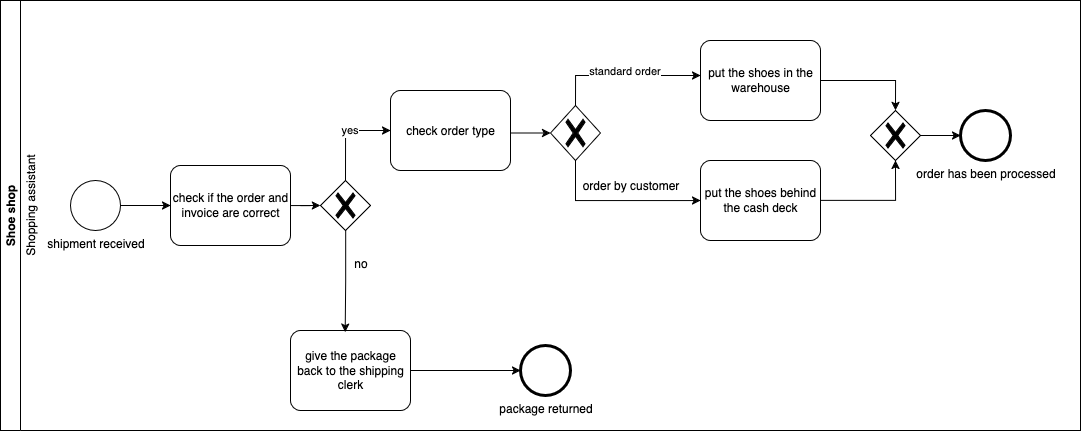 Shoe shop
Shopping assistant
shipment received
check if the order and
invoice are correct
yes
no
check order type
standard order
order by customer
put the shoes in the
warehouse
put the shoes behind
the cash deck
order has been processed
give the package
back to the shipping
clerk
package returned